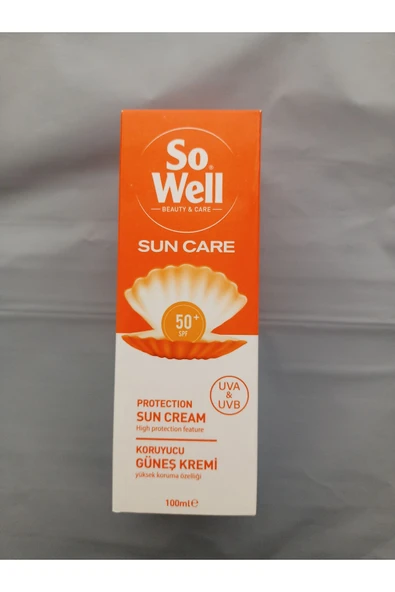 So
Well®
BEAUTY & CARE
SUN CARE
50+
SPF
UVA
&
UVB
PROTECTION
SUN CREAM
High protection feature
KORUYUCU
GÜNEŞ KREMİ
yüksek koruma özelliği
100ml℮